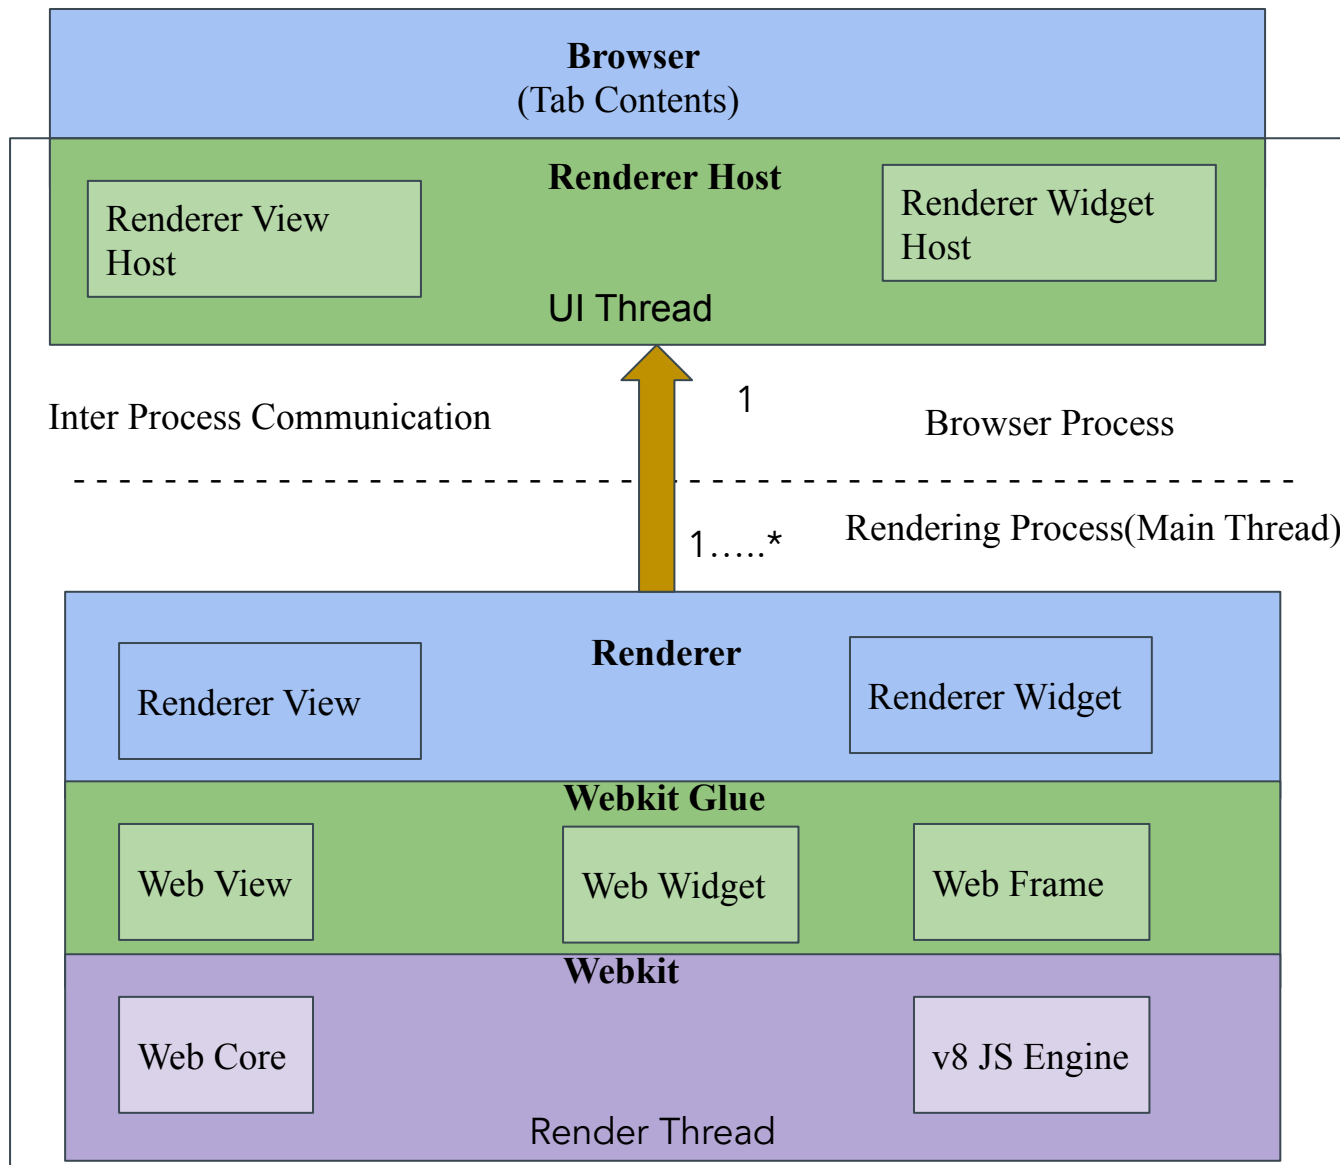 Browser
(Tab Contents)
Renderer Host
Renderer View
Host
Renderer Widget
Host
UI Thread
Inter Process Communication
1
Browser Process
1.....*
Rendering Process(Main Thread)
Renderer
Renderer View
Renderer Widget
Webkit Glue
Web View
Web Widget
Web Frame
Webkit
Web Core
v8 JS Engine
Render Thread